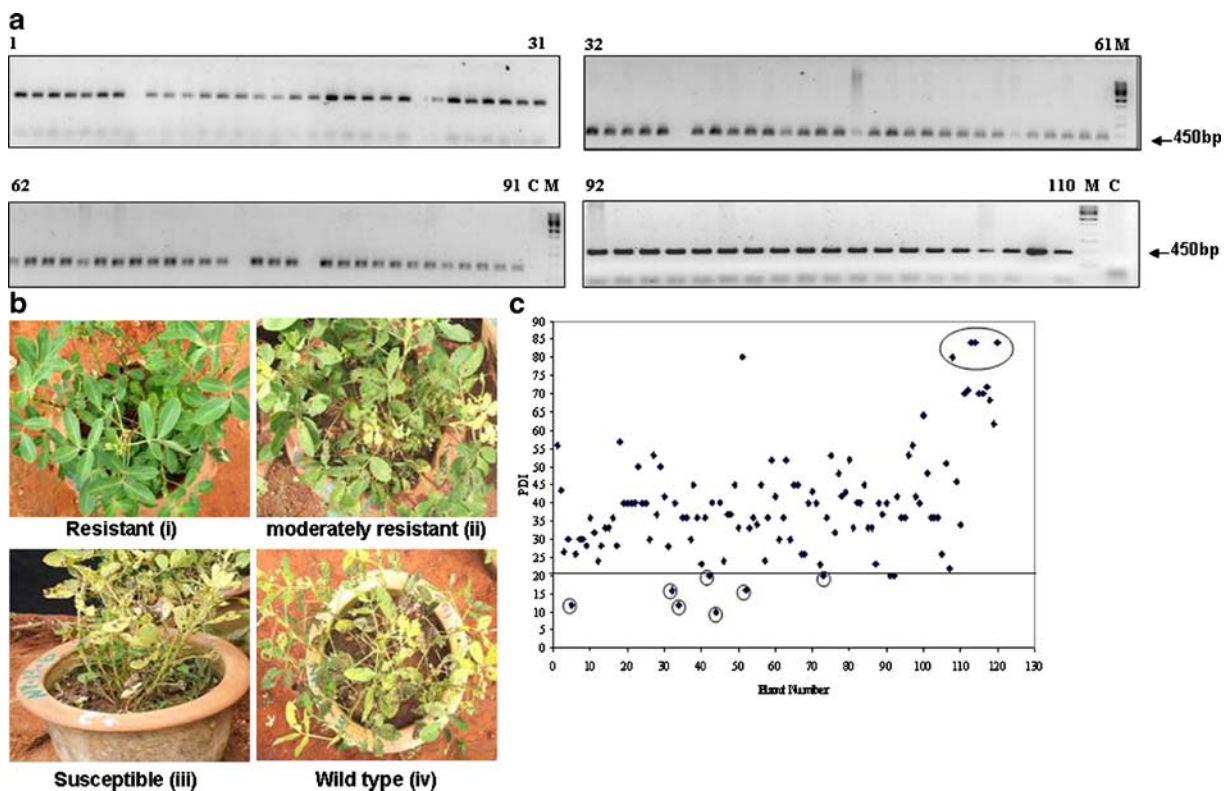 a
1 31 32 61 M
←450bp
62 91 C M 92 110 M C
←450bp
b
Resistant (i) moderately resistant (ii)
Susceptible (iii) Wild type (iv)
c
90
85
80
75
70
65
60
55
50
45
40
35
30
25
20
15
10
5
0
PDI
0 10 20 30 40 50 60 70 80 90 100 110 120 130
Number